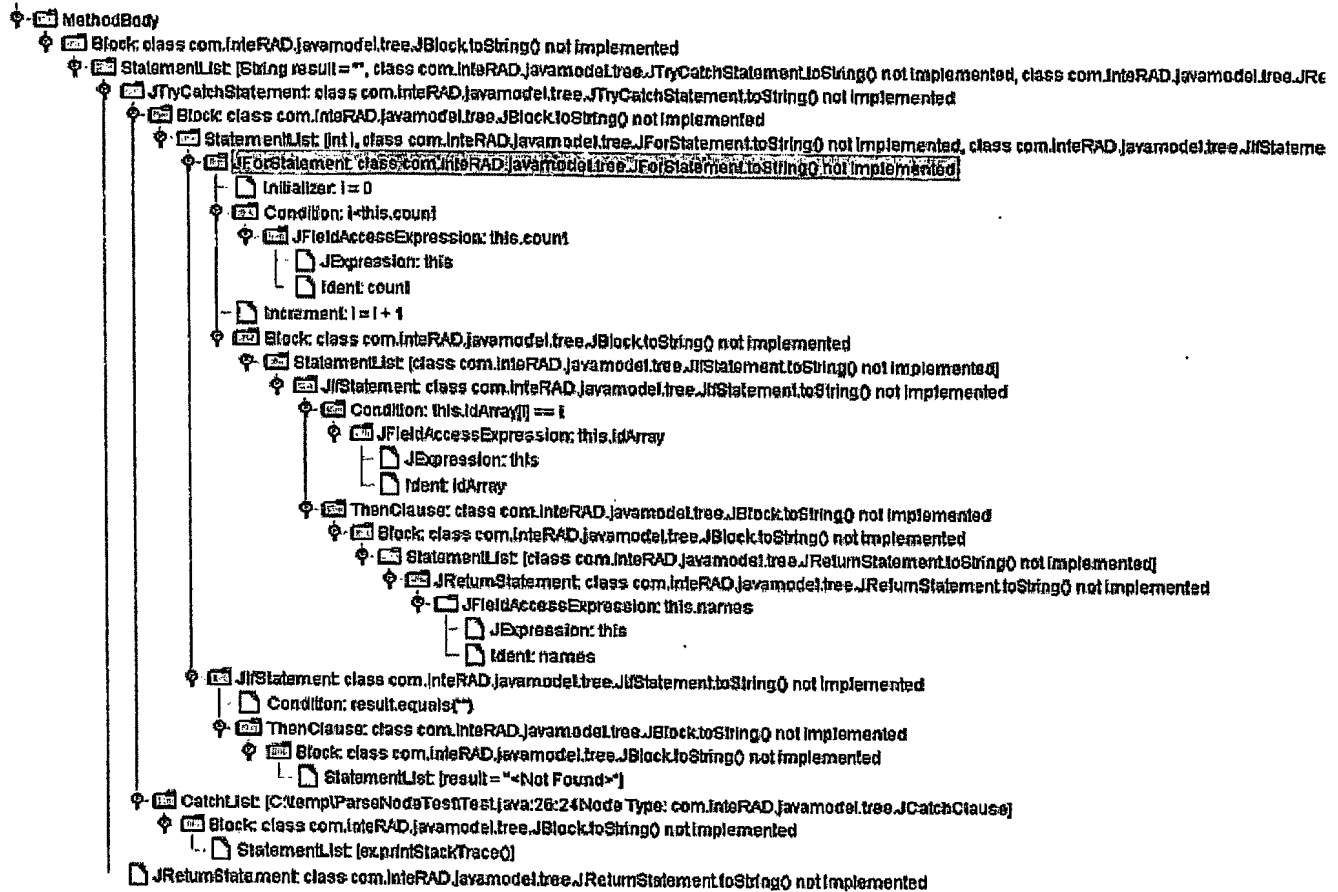 MethodBody
Block: class com.inteRAD.javamodel.tree.JBlock.toString() not implemented
StatementList: [String result = "", class com.inteRAD.javamodel.tree.JTryCatchStatement.toString() not implemented, class com.inteRAD.javamodel.tree.JRe
JTryCatchStatement: class com.inteRAD.javamodel.tree.JTryCatchStatement.toString() not implemented
Block: class com.inteRAD.javamodel.tree.JBlock.toString() not implemented
StatementList: [int i, class com.inteRAD.javamodel.tree.JForStatement.toString() not implemented, class com.inteRAD.javamodel.tree.JIfStateme
JForStatement: class com.inteRAD.javamodel.tree.JForStatement.toString() not implemented
Initializer: i = 0
Condition: i<this.count
JFieldAccessExpression: this.count
JExpression: this
Ident: count
Increment: i = i + 1
Block: class com.inteRAD.javamodel.tree.JBlock.toString() not implemented
StatementList: [class com.inteRAD.javamodel.tree.JIfStatement.toString() not implemented]
JIfStatement: class com.inteRAD.javamodel.tree.JIfStatement.toString() not implemented
Condition: this.idArray[i] == i
JFieldAccessExpression: this.idArray
JExpression: this
Ident: idArray
ThenClause: class com.inteRAD.javamodel.tree.JBlock.toString() not implemented
Block: class com.inteRAD.javamodel.tree.JBlock.toString() not implemented
StatementList: [class com.inteRAD.javamodel.tree.JReturnStatement.toString() not implemented]
JReturnStatement: class com.inteRAD.javamodel.tree.JReturnStatement.toString() not implemented
JFieldAccessExpression: this.names
JExpression: this
Ident: names
JIfStatement: class com.inteRAD.javamodel.tree.JIfStatement.toString() not implemented
Condition: result.equals("")
ThenClause: class com.inteRAD.javamodel.tree.JBlock.toString() not implemented
Block: class com.inteRAD.javamodel.tree.JBlock.toString() not implemented
StatementList: [result = "<Not Found>"]
CatchList: [C:\temp\ParseNodeTest\Test.java:26:24Node Type: com.inteRAD.javamodel.tree.JCatchClause]
Block: class com.inteRAD.javamodel.tree.JBlock.toString() not implemented
StatementList: [ex.printStackTrace()]
JReturnStatement: class com.inteRAD.javamodel.tree.JReturnStatement.toString() not implemented